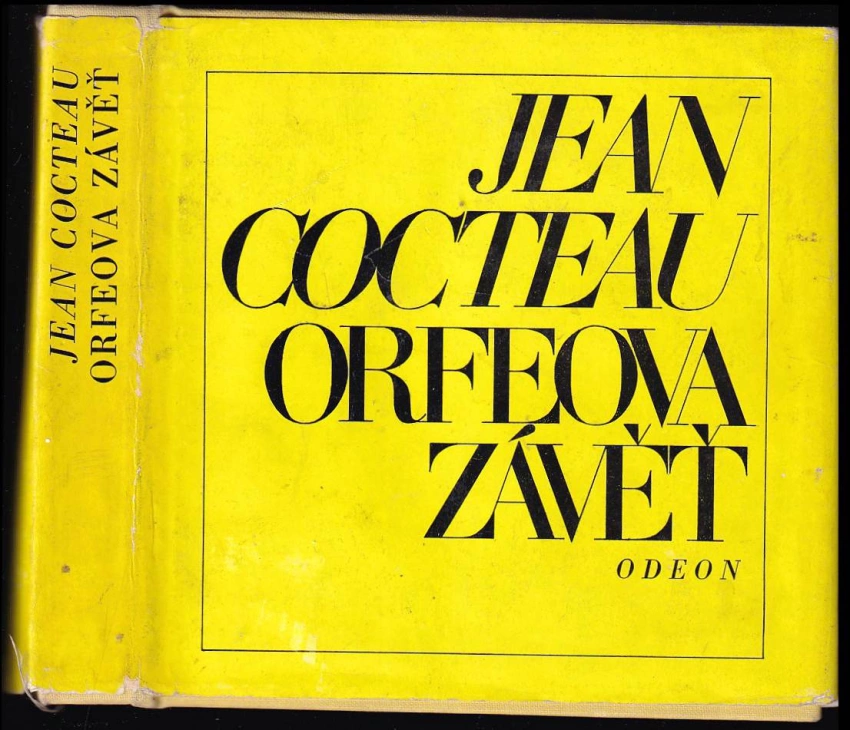 JEAN COCTEAU
ORFEOVA ZÁVĚŤ
JEAN
COCTEAU
ORFEOVA
ZÁVĚŤ
ODEON